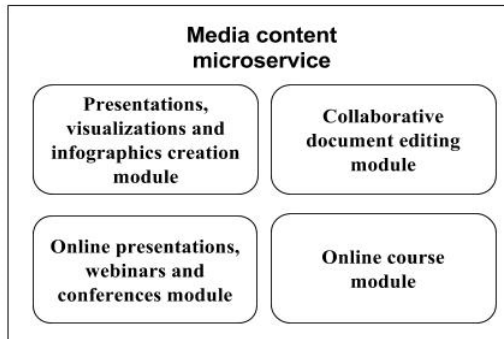 Media content
microservice
Presentations,
visualizations and
infographics creation
module
Collaborative
document editing
module
Online presentations,
webinars and
conferences module
Online course
module